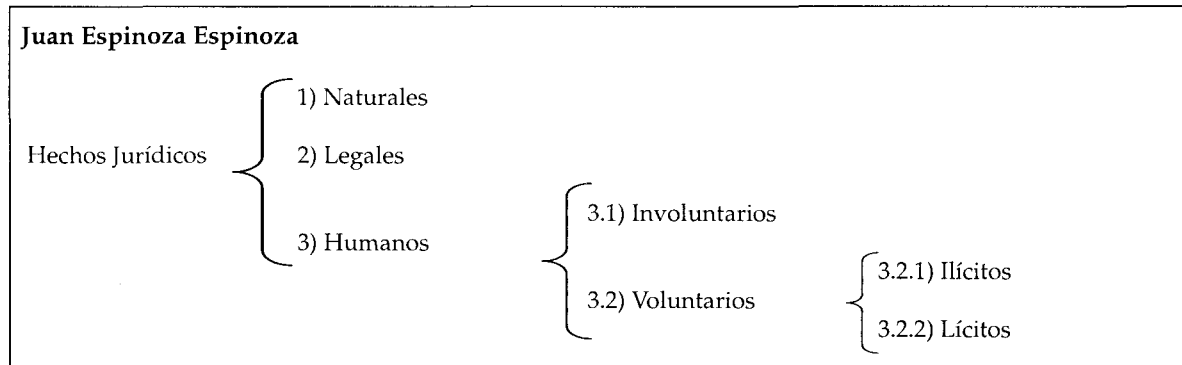 Juan Espinoza Espinoza
1) Naturales
Hechos Jurídicos
2) Legales
3) Humanos
3.1) Involuntarios
3.2) Voluntarios
3.2.1) Ilícitos
3.2.2) Lícitos